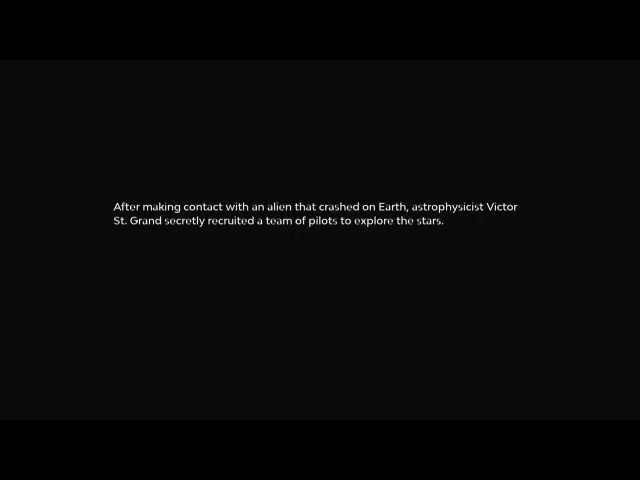 After making contact with an alien that crashed on Earth, astrophysicist Victor
St. Grand secretly recruited a team of pilots to explore the stars.